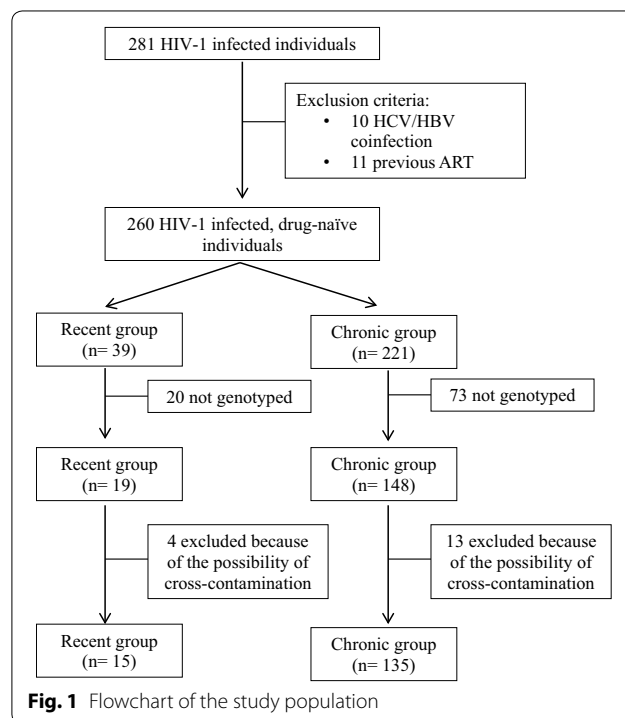 281 HIV-1 infected individuals
Exclusion criteria:
• 10 HCV/HBV
coinfection
• 11 previous ART
260 HIV-1 infected, drug-naïve
individuals
Recent group
(n= 39)
Chronic group
(n= 221)
20 not genotyped
73 not genotyped
Recent group
(n= 19)
Chronic group
(n= 148)
4 excluded because
of the possibility of
cross-contamination
13 excluded because
of the possibility of
cross-contamination
Recent group
(n= 15)
Chronic group
(n= 135)
Fig. 1 Flowchart of the study population